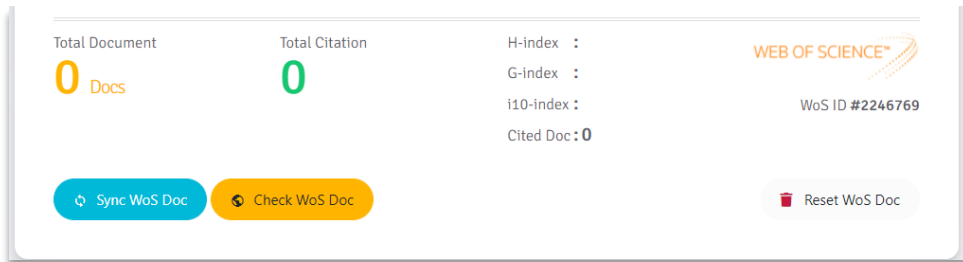 Total Document
0 Docs
Total Citation
0
H-index :
G-index :
i10-index :
Cited Doc : 0
WEB OF SCIENCE™
WoS ID #2246769
Sync WoS Doc
Check WoS Doc
Reset WoS Doc